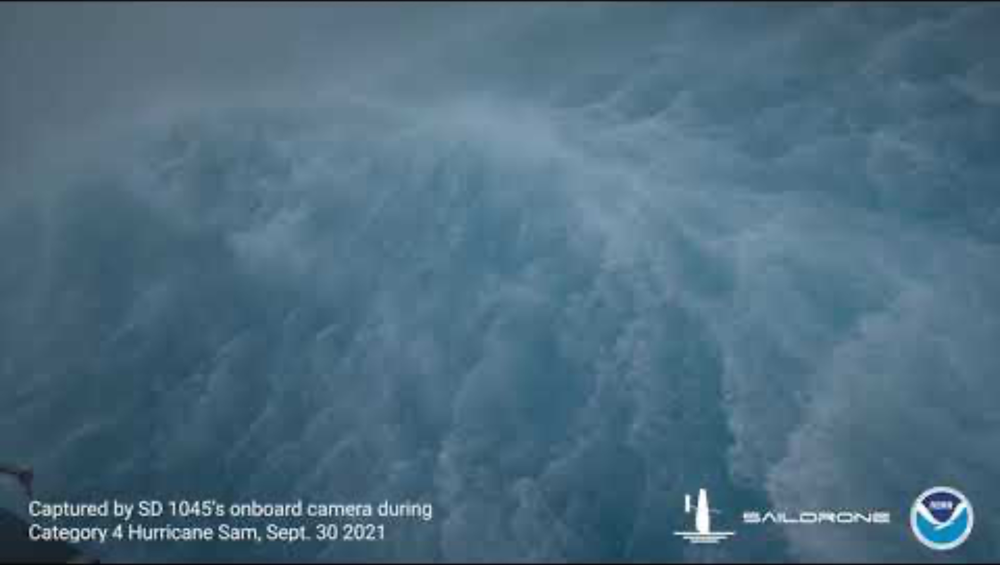 Captured by SD 1045's onboard camera during
Category 4 Hurricane Sam, Sept. 30 2021
SAILDRONE